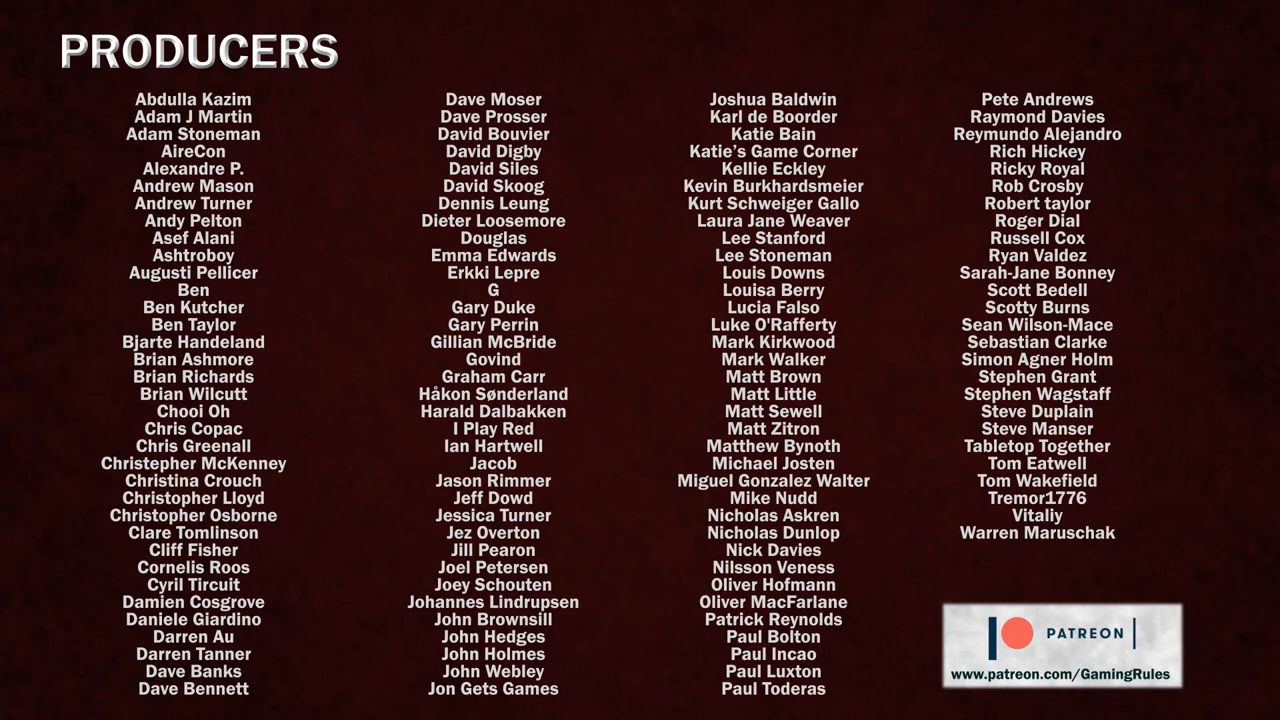 PRODUCERS
Abdulla Kazim
Adam J Martin
Adam Stoneman
AireCon
Alexandre P.
Andrew Mason
Andrew Turner
Andy Pelton
Asef Alani
Ashtroboy
Augusti Pellicer
Ben
Ben Kutcher
Ben Taylor
Bjarte Handeland
Brian Ashmore
Brian Richards
Brian Wilcutt
Chooi Oh
Chris Copac
Chris Greenall
Christepher McKenney
Christina Crouch
Christopher Lloyd
Christopher Osborne
Clare Tomlinson
Cliff Fisher
Cornelis Roos
Cyril Tircuit
Damien Cosgrove
Daniele Giardino
Darren Au
Darren Tanner
Dave Banks
Dave Bennett
Dave Moser
Dave Prosser
David Bouvier
David Digby
David Siles
David Skoog
Dennis Leung
Dieter Loosemore
Douglas
Emma Edwards
Erkki Lepre
G
Gary Duke
Gary Perrin
Gillian McBride
Govind
Graham Carr
Håkon Sønderland
Harald Dalbakken
I Play Red
Ian Hartwell
Jacob
Jason Rimmer
Jeff Dowd
Jessica Turner
Jez Overton
Jill Pearon
Joel Petersen
Joey Schouten
Johannes Lindrupsen
John Brownsill
John Hedges
John Holmes
John Webley
Jon Gets Games
Joshua Baldwin
Karl de Boorder
Katie Bain
Katie’s Game Corner
Kellie Eckley
Kevin Burkhardsmeier
Kurt Schweiger Gallo
Laura Jane Weaver
Lee Stanford
Lee Stoneman
Louis Downs
Louisa Berry
Lucia Falso
Luke O'Rafferty
Mark Kirkwood
Mark Walker
Matt Brown
Matt Little
Matt Sewell
Matt Zitron
Matthew Bynoth
Michael Josten
Miguel Gonzalez Walter
Mike Nudd
Nicholas Askren
Nicholas Dunlop
Nick Davies
Nilsson Veness
Oliver Hofmann
Oliver MacFarlane
Patrick Reynolds
Paul Bolton
Paul Incao
Paul Luxton
Paul Toderas
Pete Andrews
Raymond Davies
Reymundo Alejandro
Rich Hickey
Ricky Royal
Rob Crosby
Robert taylor
Roger Dial
Russell Cox
Ryan Valdez
Sarah-Jane Bonney
Scott Bedell
Scotty Burns
Sean Wilson-Mace
Sebastian Clarke
Simon Agner Holm
Stephen Grant
Stephen Wagstaff
Steve Duplain
Steve Manser
Tabletop Together
Tom Eatwell
Tom Wakefield
Tremor1776
Vitaliy
Warren Maruschak
PATREON
www.patreon.com/GamingRules